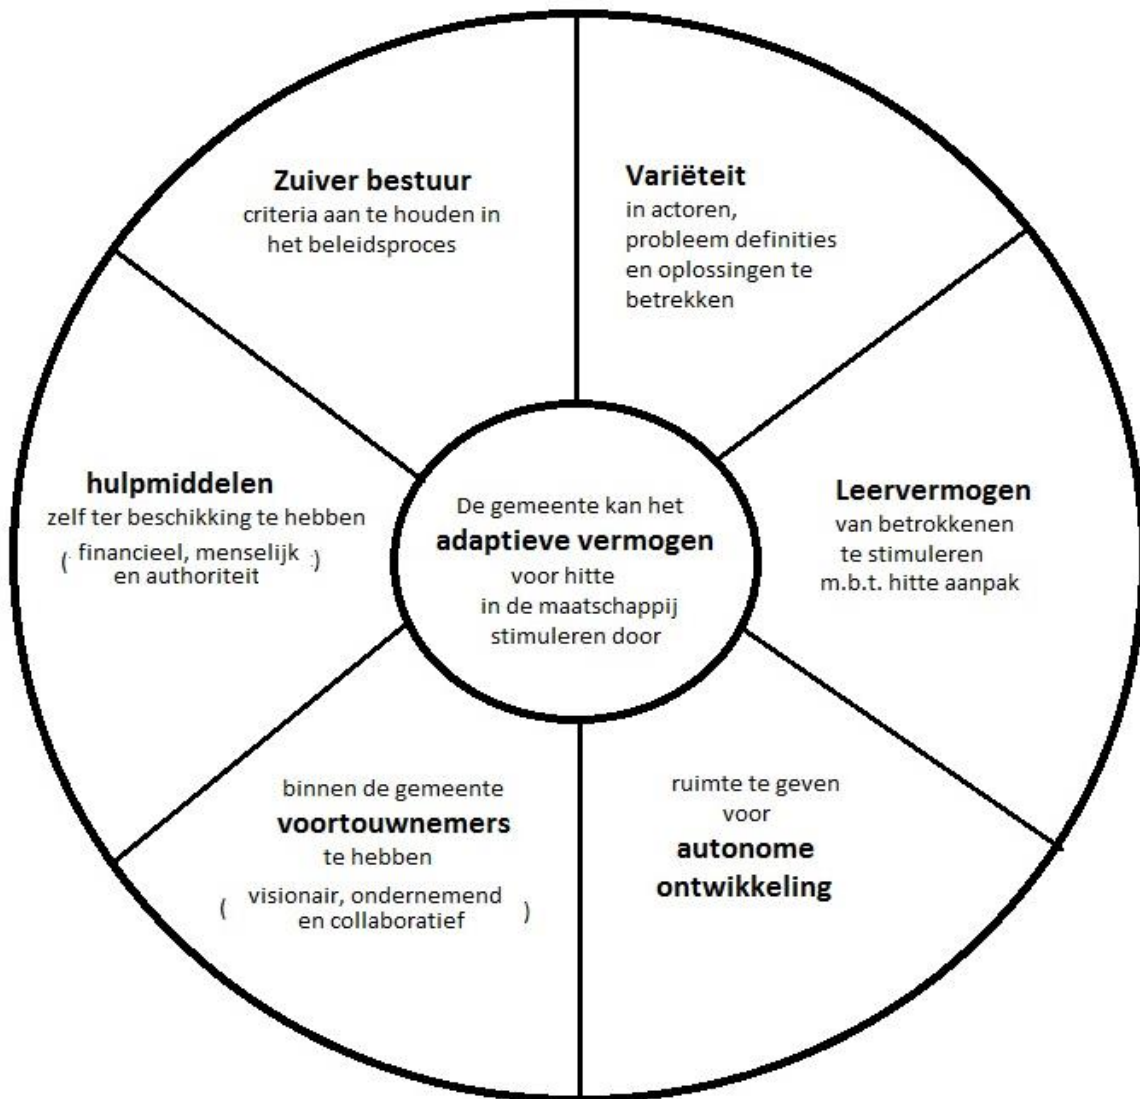 Zuiver bestuur
criteria aan te houden in
het beleidsproces
Variëteit
in actoren,
probleem definities
en oplossingen te
betrekken
hulpmiddelen
zelf ter beschikking te hebben
( financieel, menselijk )
en authoriteit
De gemeente kan het
adaptieve vermogen
voor hitte
in de maatschappij
stimuleren door
Leervermogen
van betrokkenen
te stimuleren
m.b.t. hitte aanpak
binnen de gemeente
voortouwnemers
te hebben
( visionair, ondernemend )
en collaboratief
ruimte te geven
voor
autonome
ontwikkeling